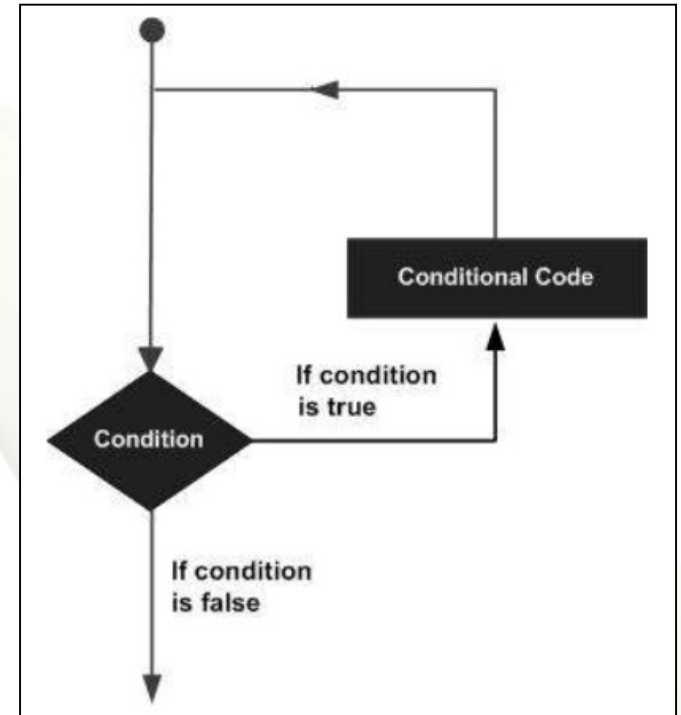 Conditional Code
If condition
is true
Condition
If condition
is false